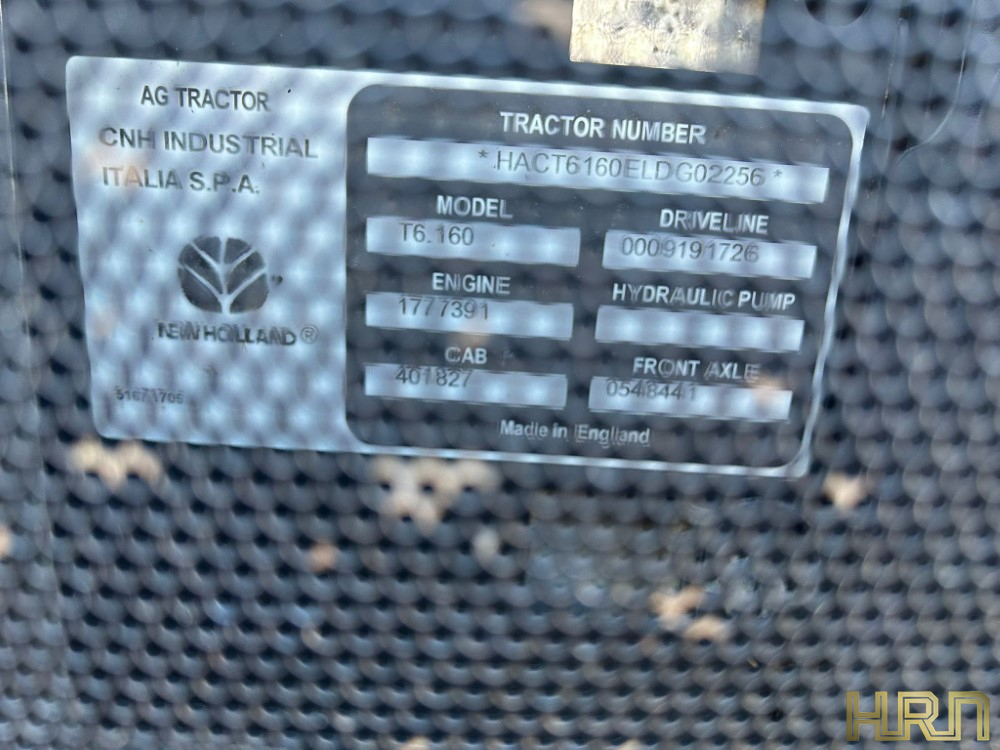 AG TRACTOR
CNH INDUSTRIAL
ITALIA S.P.A.
NEW HOLLAND®
51671705
TRACTOR NUMBER
* HACT6160ELDG02256 *
MODEL
T6.160
DRIVELINE
0009191726
ENGINE
1777391
HYDRAULIC PUMP
CAB
401827
FRONT AXLE
0548441
Made in England
HRN